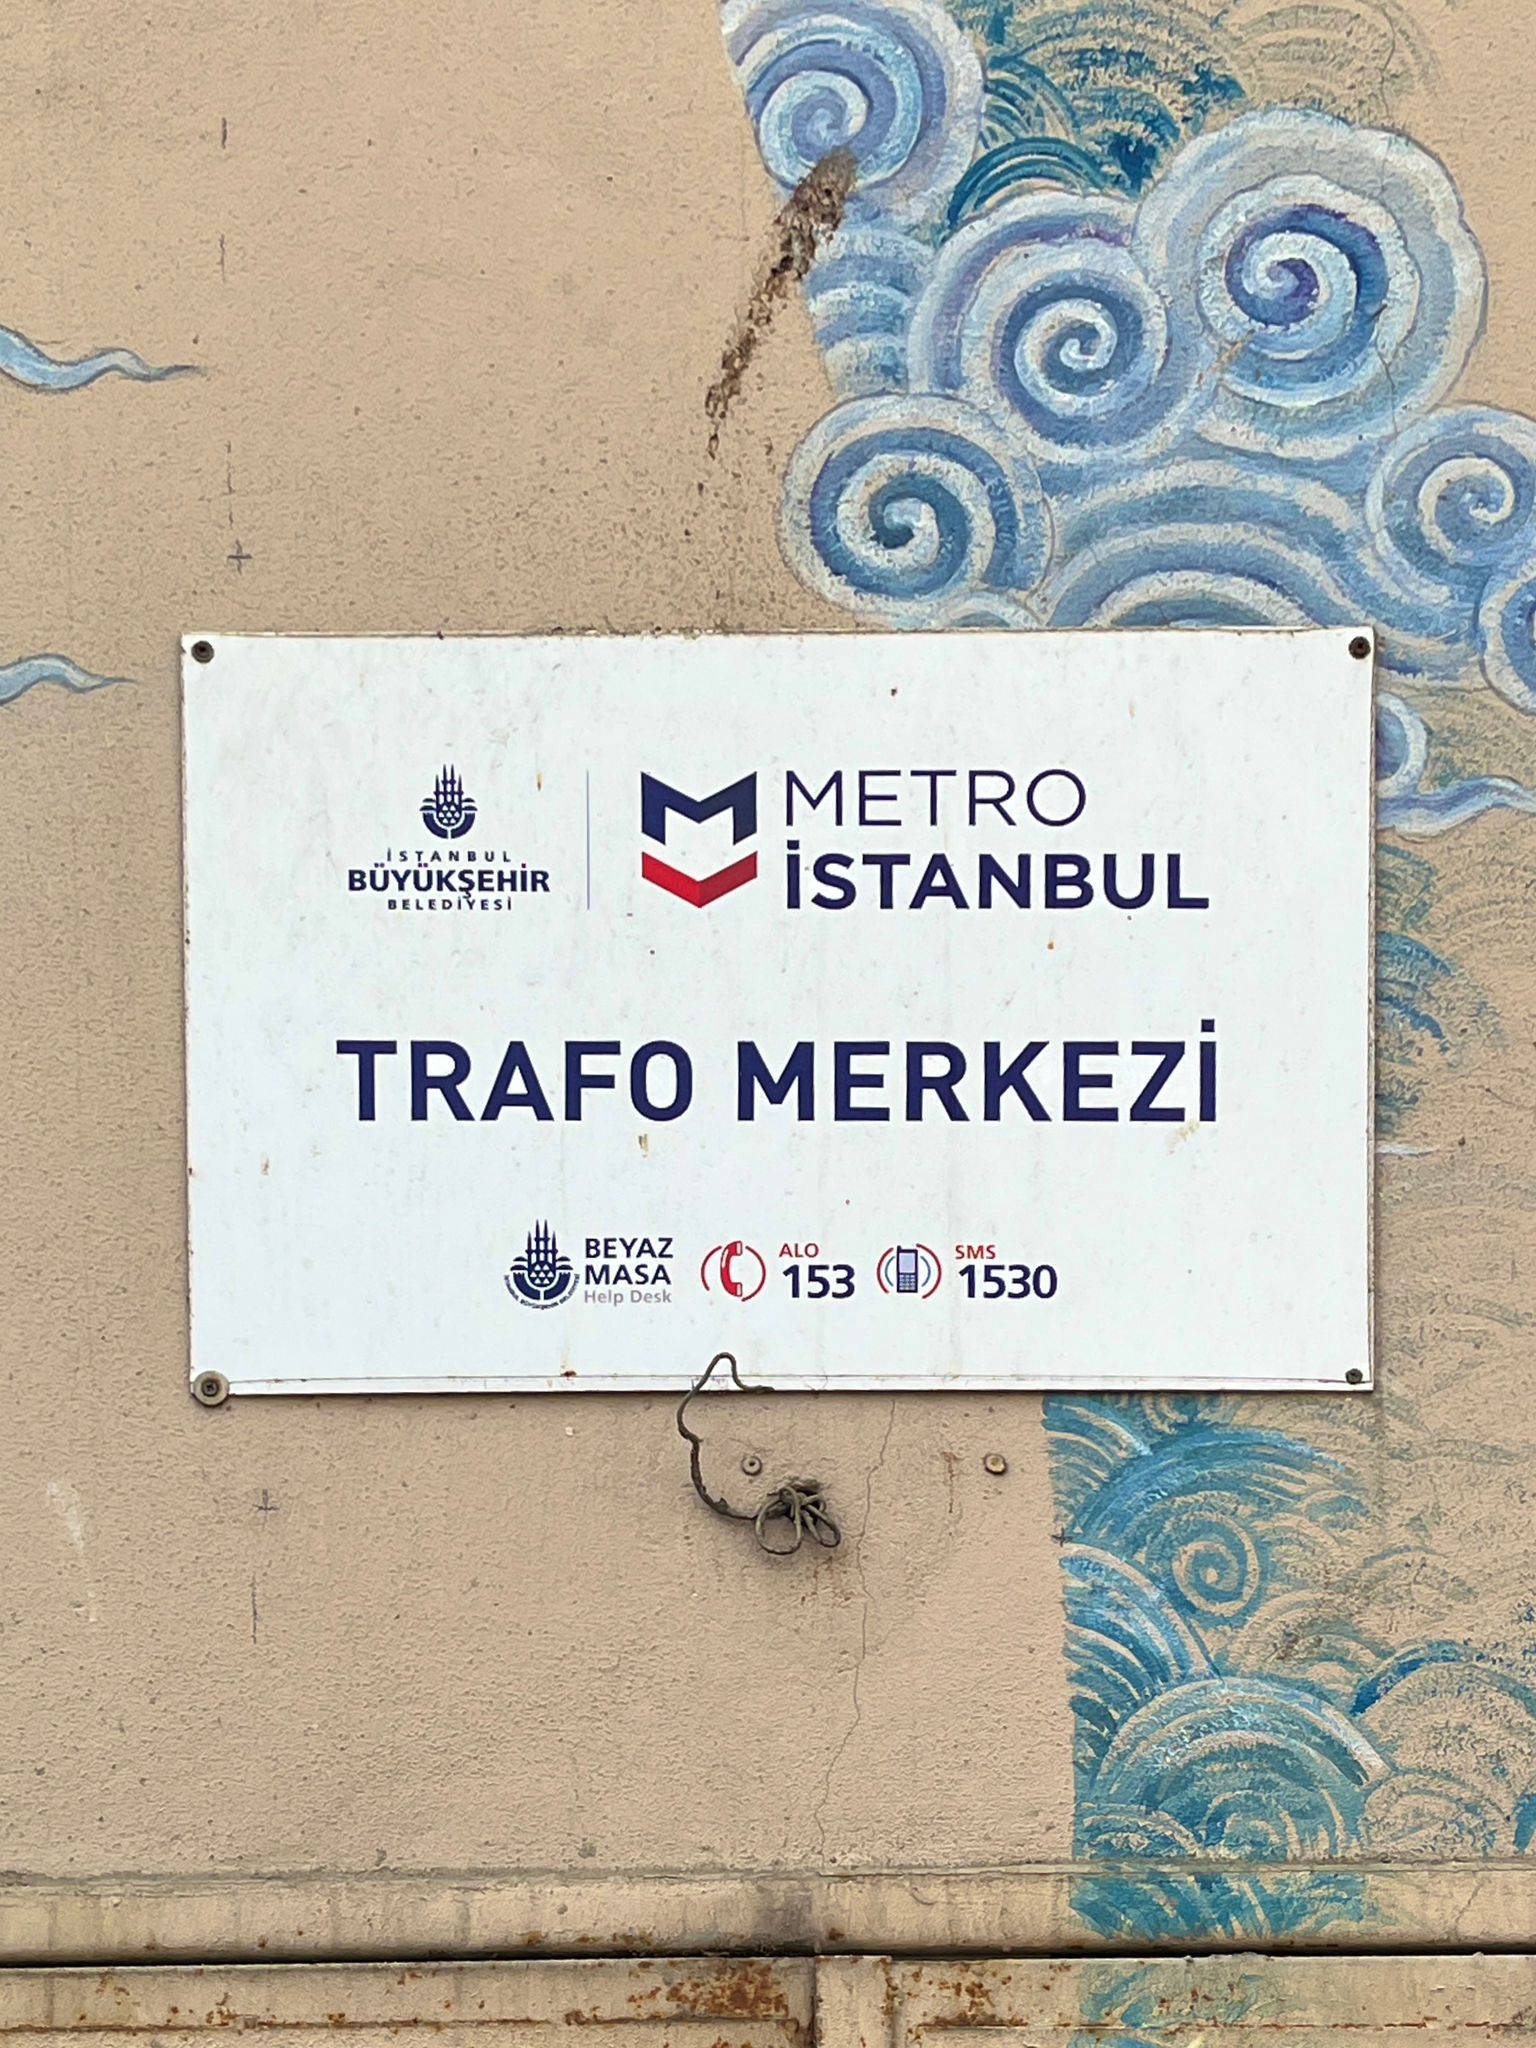 İSTANBUL
BÜYÜKŞEHİR
BELEDİYESİ
METRO
İSTANBUL
TRAFO MERKEZİ
BEYAZ
MASA
Help Desk
ALO
153
SMS
1530